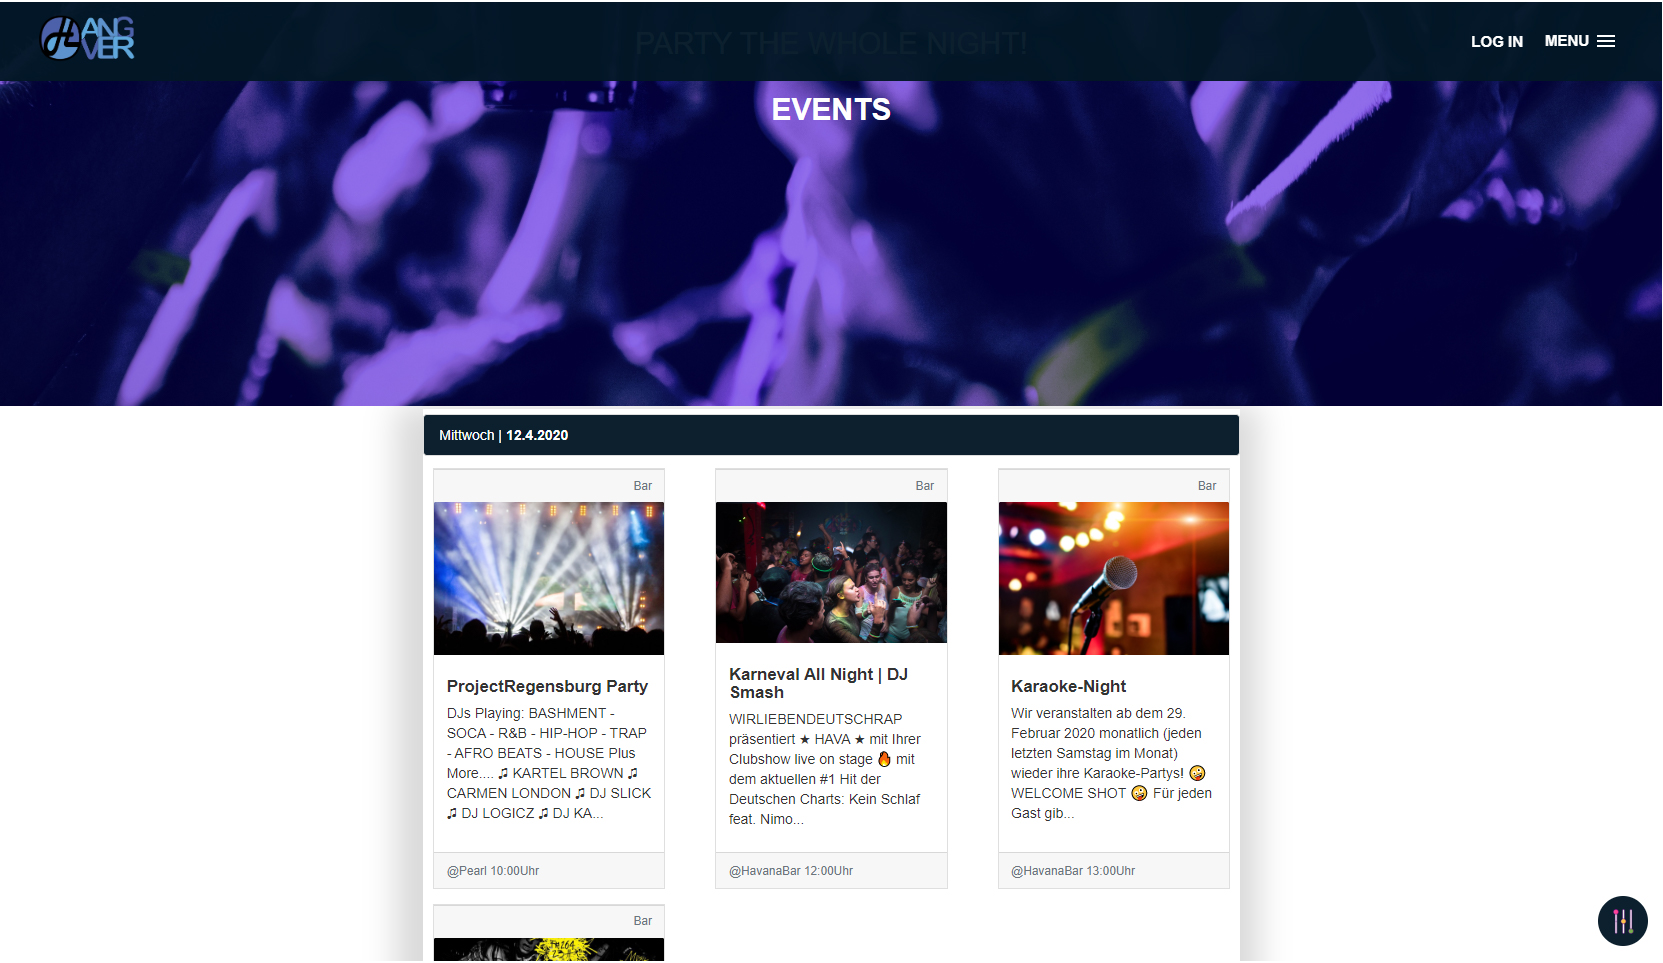 HANG
VER
PARTY THE WHOLE NIGHT!
LOG IN
MENU
EVENTS
Mittwoch | 12.4.2020
Bar
ProjectRegensburg Party
DJs Playing: BASHMENT -
SOCA - R&B - HIP-HOP - TRAP
- AFRO BEATS - HOUSE Plus
More.... ♫ KARTEL BROWN ♫
CARMEN LONDON ♫ DJ SLICK
♫ DJ LOGICZ ♫ DJ KA...
@Pearl 10:00Uhr
Bar
Karneval All Night | DJ
Smash
WIRLIEBENDEUTSCHRAP
präsentiert ★ HAVA ★ mit Ihrer
Clubshow live on stage 🔥 mit
dem aktuellen #1 Hit der
Deutschen Charts: Kein Schlaf
feat. Nimo...
@HavanaBar 12:00Uhr
Bar
Karaoke-Night
Wir veranstalten ab dem 29.
Februar 2020 monatlich (jeden
letzten Samstag im Monat)
wieder ihre Karaoke-Partys! 🤪
WELCOME SHOT 🤪 Für jeden
Gast gib...
@HavanaBar 13:00Uhr
Bar